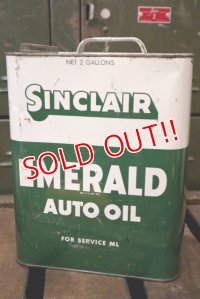 NET 2 GALLONS
SINCLAIR
SOLD OUT!!
EMERALD
AUTO OIL
FOR SERVICE ML